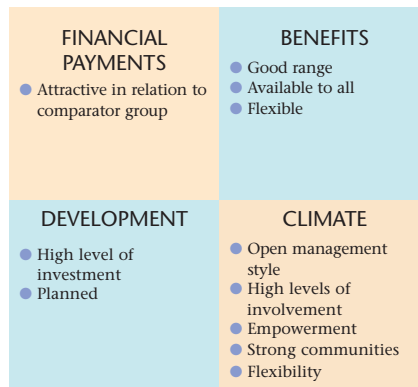 FINANCIAL
PAYMENTS
● Attractive in relation to
comparator group
BENEFITS
● Good range
● Available to all
● Flexible
DEVELOPMENT
● High level of
investment
● Planned
CLIMATE
● Open management
style
● High levels of
involvement
● Empowerment
● Strong communities
● Flexibility